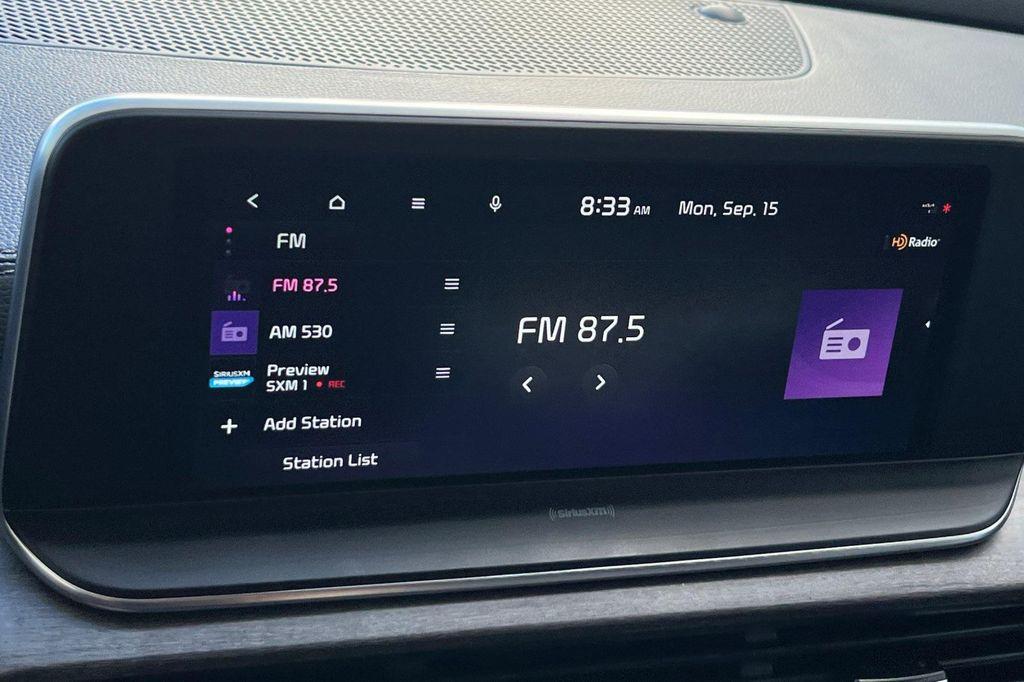 8:33 AM Mon, Sep. 15
FM
HD Radio
FM 87.5
AM 530
FM 87.5
SIRIUSXM
PREVIEW
Preview
SXM 1 • REC
+ Add Station
Station List
((SiriusXM))